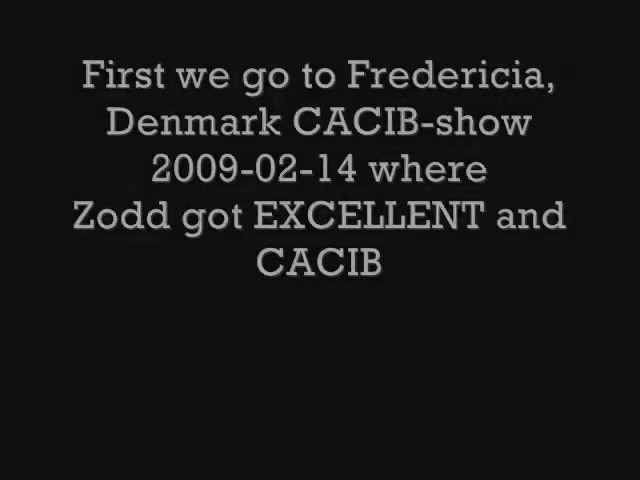 First we go to Fredericia,
Denmark CACIB-show
2009-02-14 where
Zodd got EXCELLENT and
CACIB